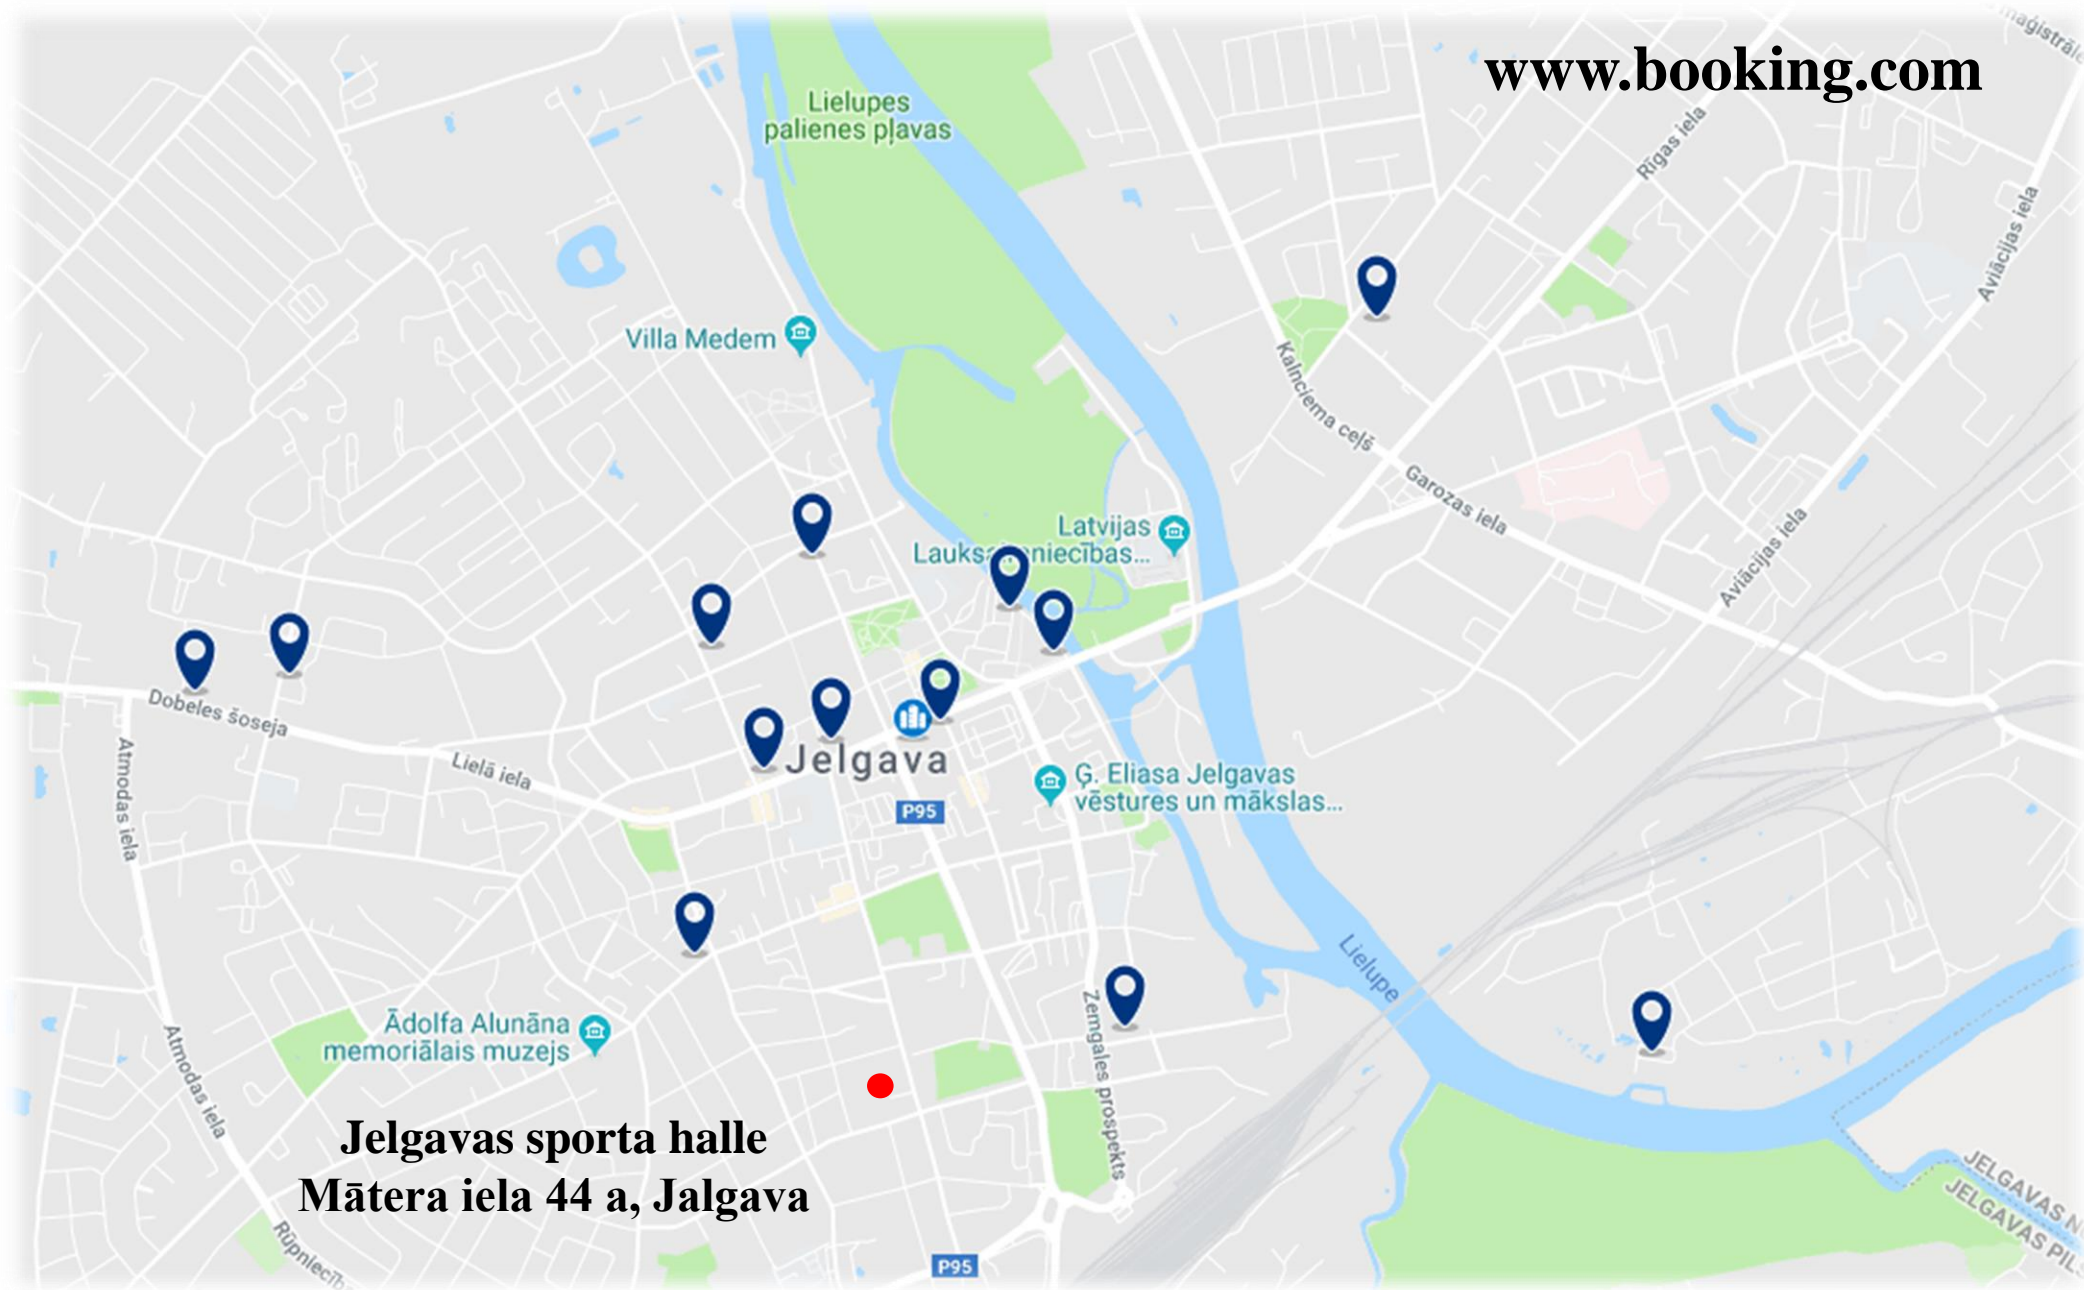 www.booking.com
Lielupes
palienes pļavas
Rīgas iela
Aviācijas iela
Villa Medem
Kalnciema ceļš
Garozas iela
Latvijas
Aviācijas iela
Dobeles šoseja
Atmodas iela
Lielā iela
Jelgava
P95
Ģ. Eliasa Jelgavas
vēstures un mākslas...
Lielupe
Ādolfa Alunāna
memoriālais muzejs
Zemgales prospekts
Atmodas iela
Jelgavas sporta halle
Mātera iela 44 a, Jalgava
JELGAVAS
JELGAVAS
P95